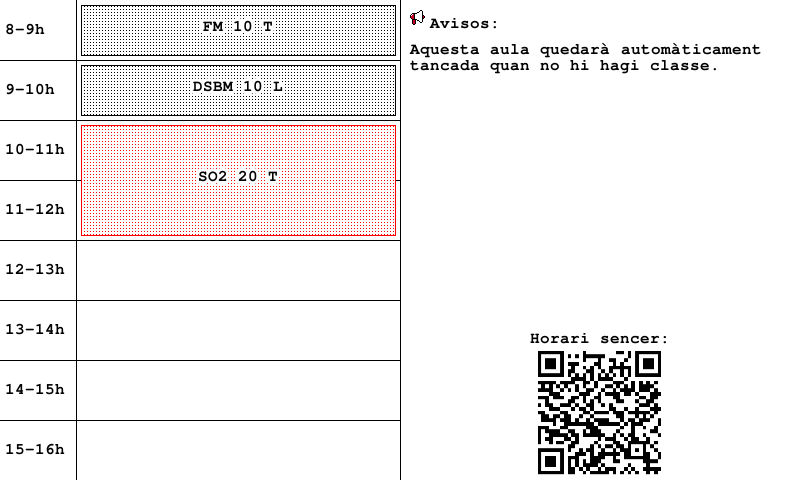 8-9h
FM 10 T
9-10h
DSBM 10 L
10-11h
SO2 20 T
11-12h
12-13h
13-14h
14-15h
15-16h
Avisos:
Aquesta aula quedarà automàticament
tancada quan no hi hagi classe.
Horari sencer: